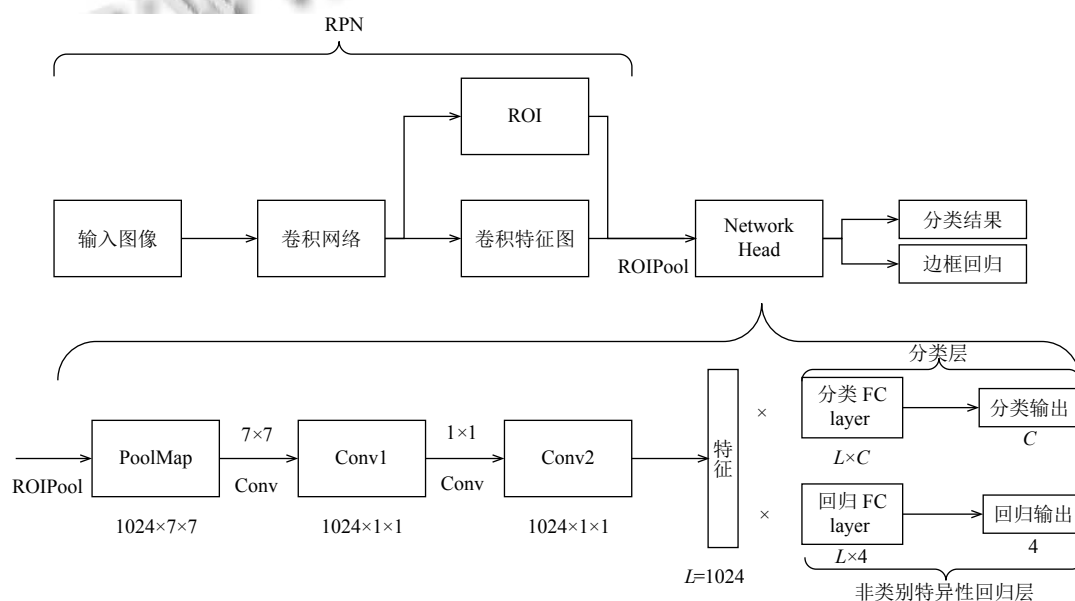 RPN
ROI
输入图像
卷积网络
卷积特征图
ROIPool
Network
Head
分类结果
边框回归
ROIPool
PoolMap
1024×7×7
7×7
Conv
Conv1
1024×1×1
1×1
Conv
Conv2
1024×1×1
特征
L=1024
×
×
分类层
分类 FC
layer
L×C
分类输出
C
回归 FC
layer
L×4
回归输出
4
非类别特异性回归层